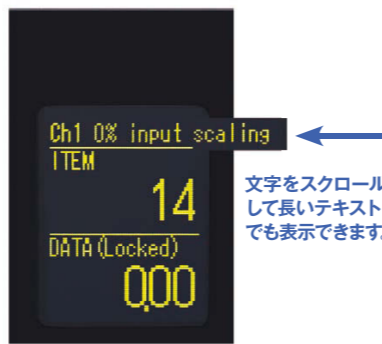 Ch1 0% input scaling
ITEM
14
DATA(Locked)
0.00
文字をスクロール
して長いテキスト
でも表示できます。